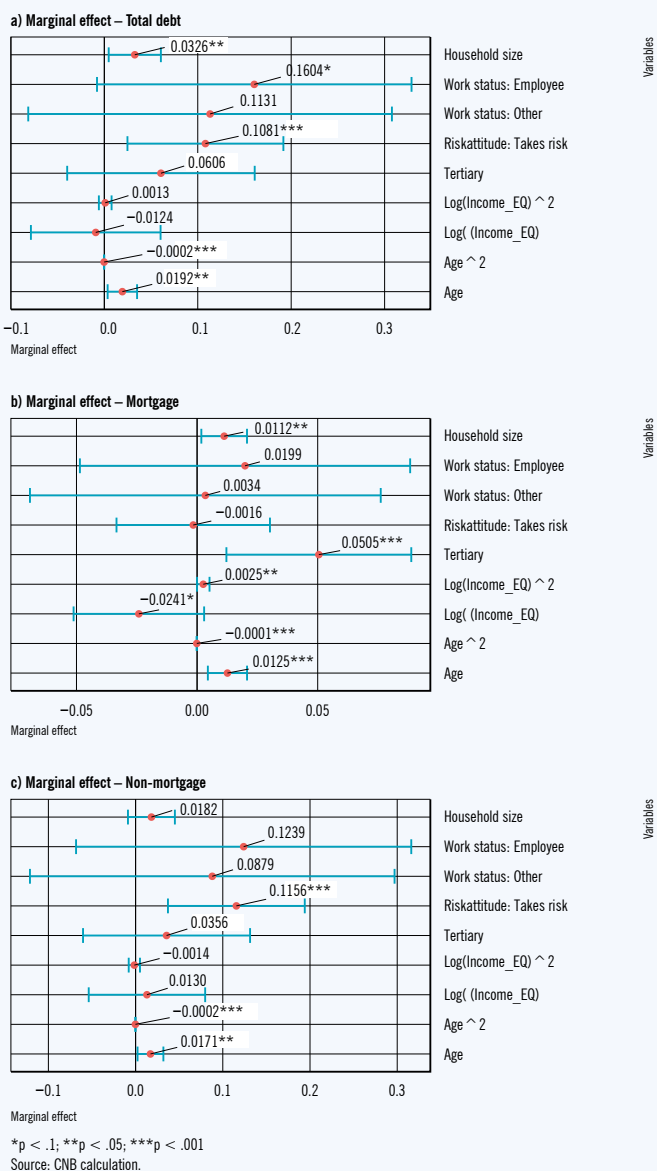 a) Marginal effect – Total debt
Variables
0.0326** Household size
0.1604* Work status: Employee
0.1131 Work status: Other
0.1081*** Riskattitude: Takes risk
0.0606 Tertiary
0.0013 Log(Income_EQ) ^ 2
−0.0124 Log( (Income_EQ)
−0.0002*** Age ^ 2
0.0192** Age
−0.1 0.0 0.1 0.2 0.3
Marginal effect
b) Marginal effect – Mortgage
Variables
0.0112** Household size
0.0199 Work status: Employee
0.0034 Work status: Other
−0.0016 Riskattitude: Takes risk
0.0505*** Tertiary
0.0025** Log(Income_EQ) ^ 2
−0.0241* Log( (Income_EQ)
−0.0001*** Age ^ 2
0.0125*** Age
−0.05 0.00 0.05
Marginal effect
c) Marginal effect – Non-mortgage
Variables
0.0182 Household size
0.1239 Work status: Employee
0.0879 Work status: Other
0.1156*** Riskattitude: Takes risk
0.0356 Tertiary
−0.0014 Log(Income_EQ) ^ 2
0.0130 Log( (Income_EQ)
−0.0002*** Age ^ 2
0.0171** Age
−0.1 0.0 0.1 0.2 0.3
Marginal effect
*p < .1; **p < .05; ***p < .001
Source: CNB calculation.